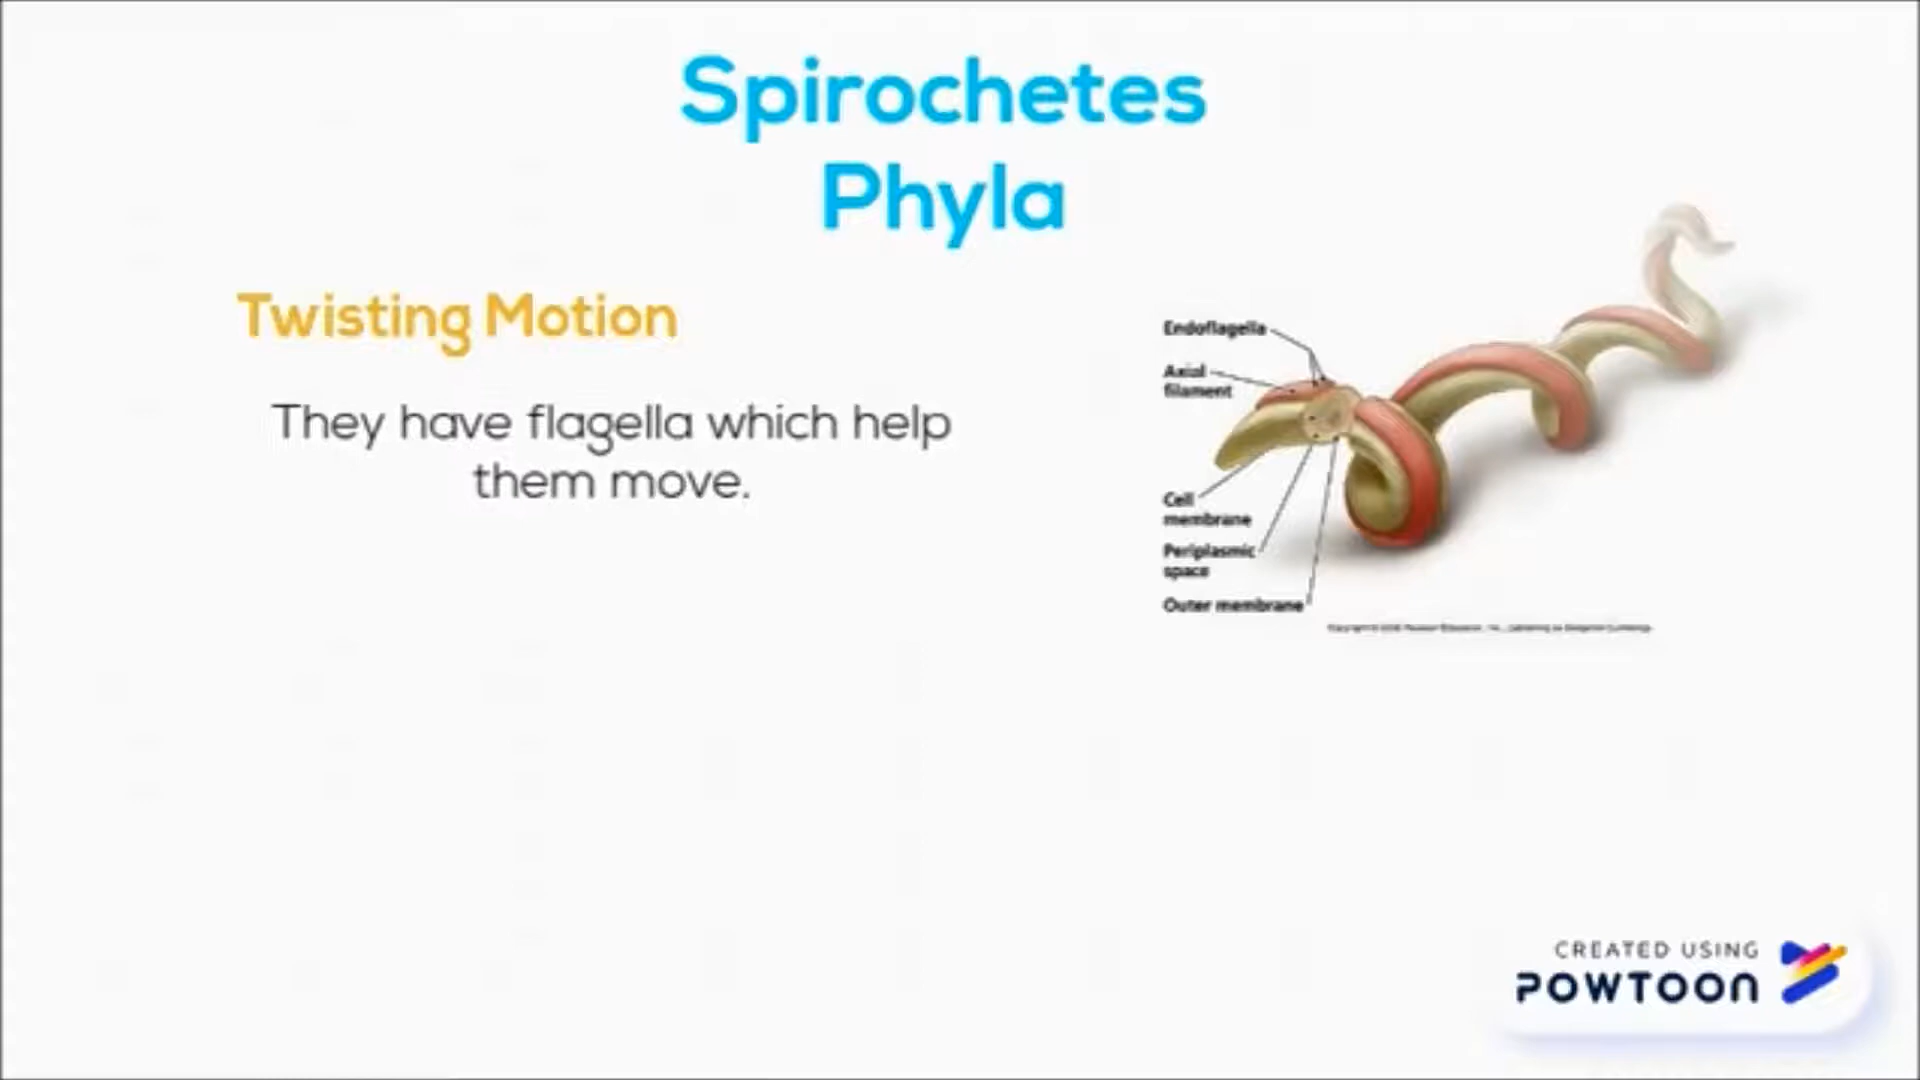 Spirochetes
Phyla
Twisting Motion
They have flagella which help
them move.
Endoflagella
Axial
filament
Cell
membrane
Periplasmic
space
Outer membrane
CREATED USING
POWTOON